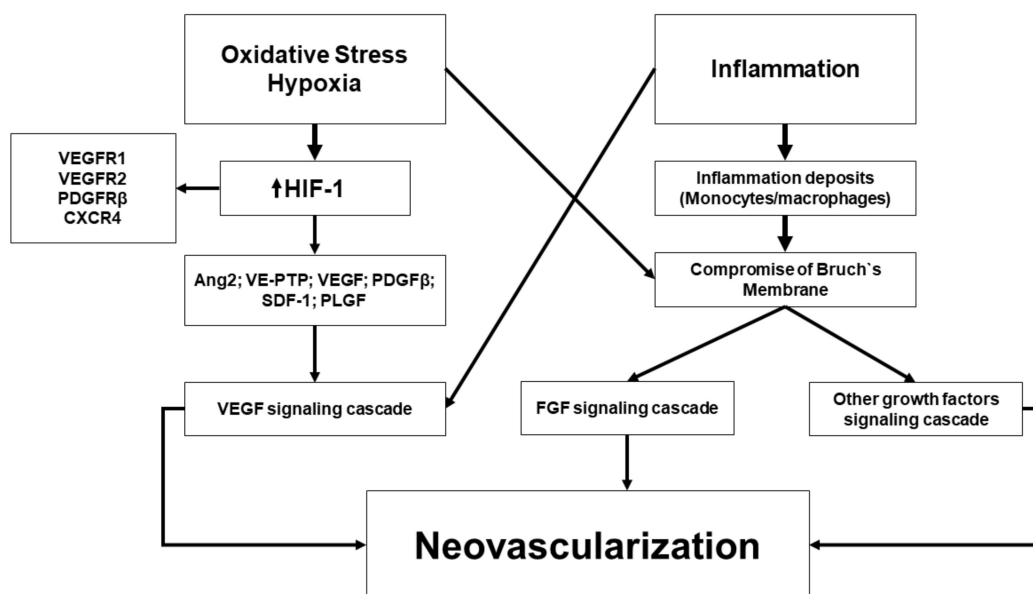 Oxidative Stress
Hypoxia
Inflammation
VEGFR1
VEGFR2
PDGFRβ
CXCR4
↑HIF-1
Inflammation deposits
(Monocytes/macrophages)
Ang2; VE-PTP; VEGF; PDGFβ;
SDF-1; PLGF
Compromise of Bruch`s
Membrane
VEGF signaling cascade
FGF signaling cascade
Other growth factors
signaling cascade
Neovascularization